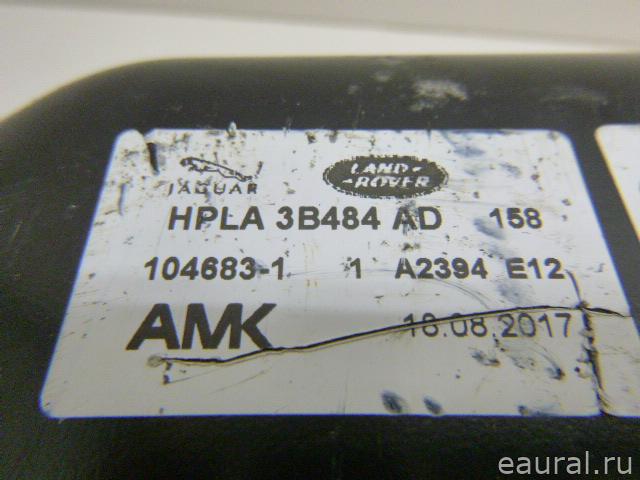 JAGUAR LAND-
-ROVER
HPLA 3B484 AD 158
104683-1 1 A2394 E12
AMK 18.08.2017
eaural.ru